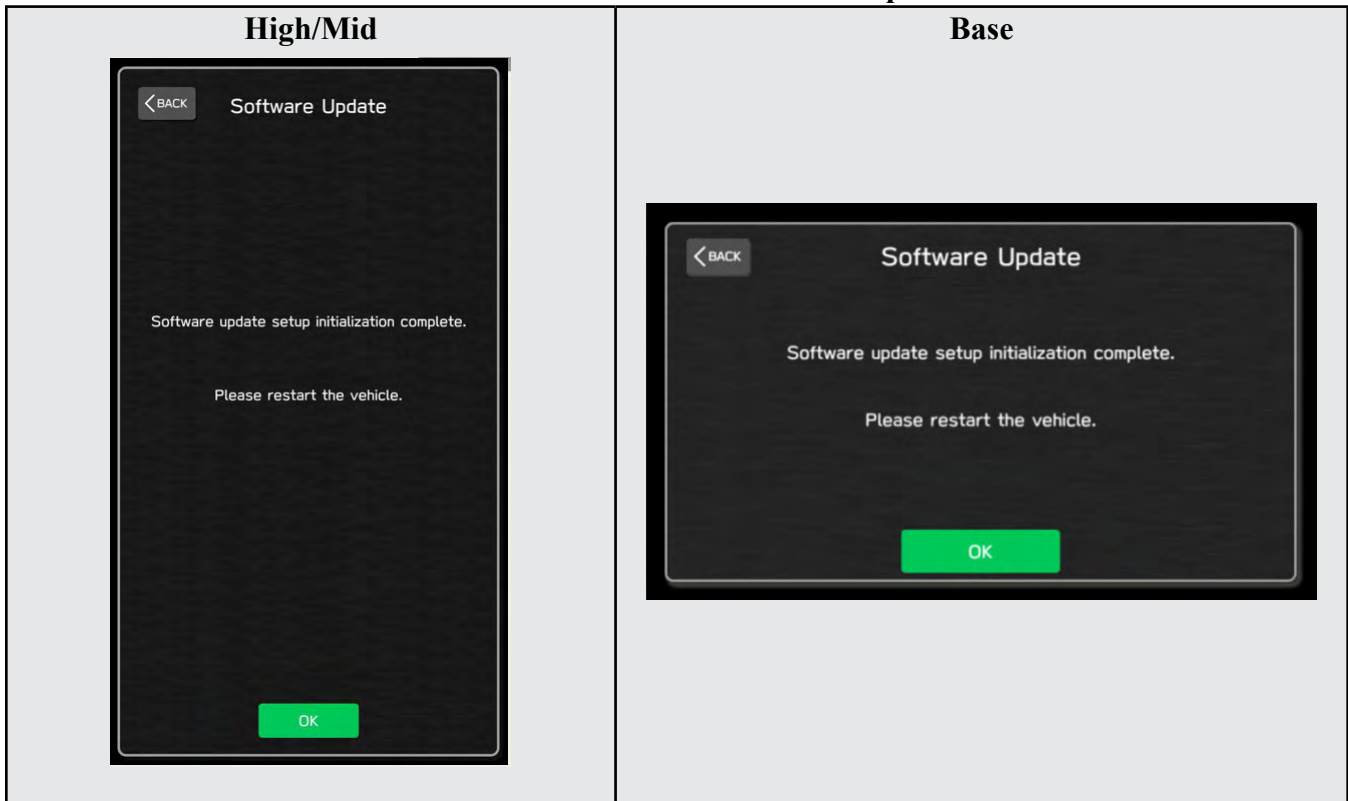 High/Mid
BACK
Software Update
Software update setup initialization complete.
Please restart the vehicle.
OK
Base
BACK
Software Update
Software update setup initialization complete.
Please restart the vehicle.
OK